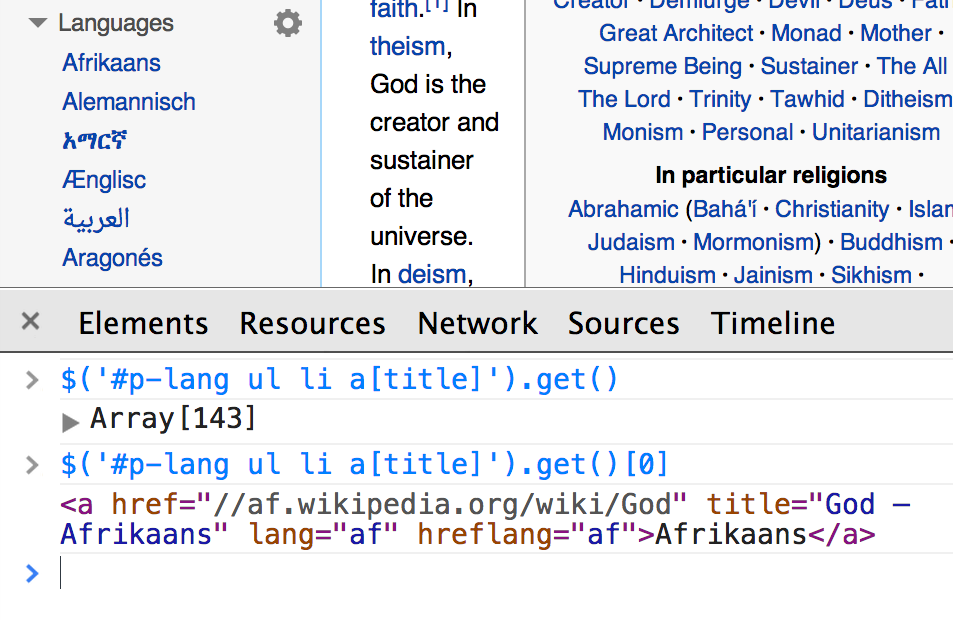 Languages
Afrikaans
Alemannisch
አማርኛ
Ænglisc
العربية
Aragonés
faith.[1] In
theism,
God is the
creator and
sustainer
of the
universe.
In deism,
Creator · Demiurge · Devil · Deus ·
Great Architect · Monad · Mother ·
Supreme Being · Sustainer · The All
The Lord · Trinity · Tawhid · Ditheism
Monism · Personal · Unitarianism
In particular religions
Abrahamic (Bahá'í · Christianity · Islam
Judaism · Mormonism) · Buddhism ·
Hinduism · Jainism · Sikhism ·
× Elements Resources Network Sources Timeline
> $('#p-lang ul li a[title]').get()
▶ Array[143]
> $('#p-lang ul li a[title]').get()[0]
<a href="//af.wikipedia.org/wiki/God" title="God –
Afrikaans" lang="af" hreflang="af">Afrikaans</a>
>